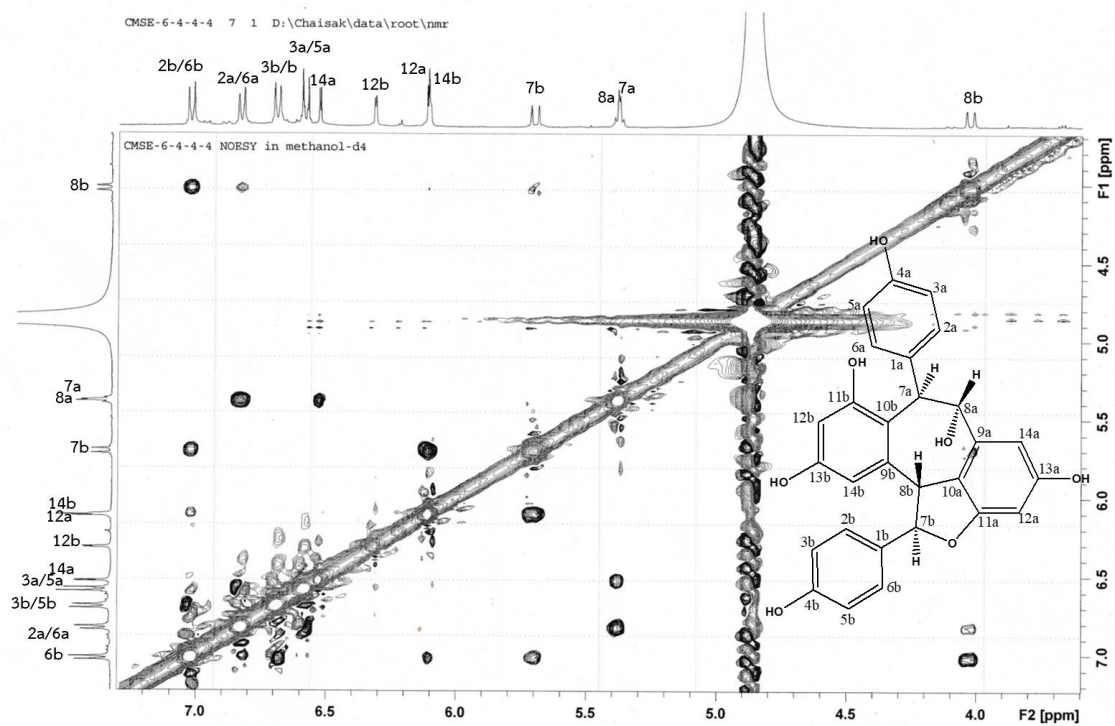 CMSE-6-4-4-4 7 1 D:\Chaisak\data\root\nmr
3a/5a
2b/6b
2a/6a
3b/b
14a
12b
12a
14b
7b
8a
7a
8b
CMSE-6-4-4-4 NOESY in methanol-d4
8b
7a
8a
7b
14b
12a
12b
14a
3a/5a
3b/5b
2a/6a
6b
F1 [ppm]
4.5
5.0
5.5
6.0
6.5
7.0
HO
4a
5a
3a
2a
6a
1a
OH
H
H
7a
8a
11b
10b
12b
HO
9a
14a
13a
OH
H
HO
13b
9b
8b
10a
14b
12a
11a
2b
7b
O
3b
1b
H
6b
HO
4b
5b
7.0 6.5 6.0 5.5 5.0 4.5 4.0 F2 [ppm]